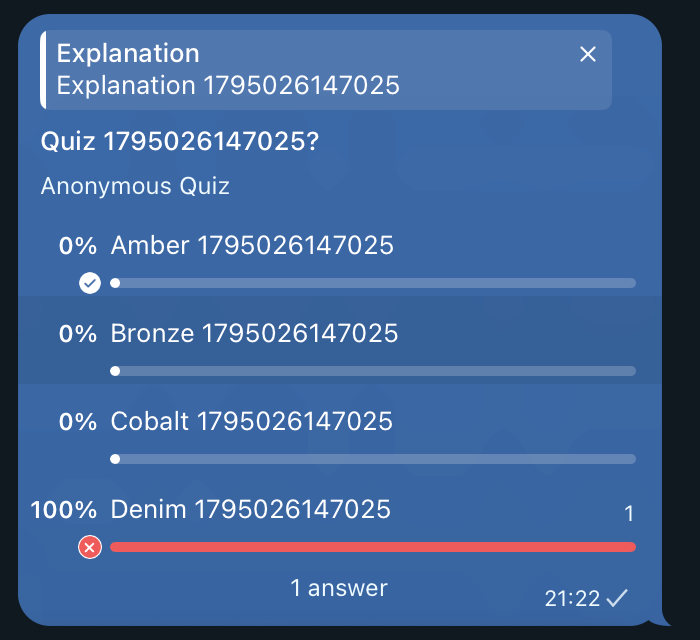 Explanation
Explanation 1795026147025
Quiz 1795026147025?
Anonymous Quiz
0% Amber 1795026147025
0% Bronze 1795026147025
0% Cobalt 1795026147025
100% Denim 1795026147025 1
1 answer
21:22